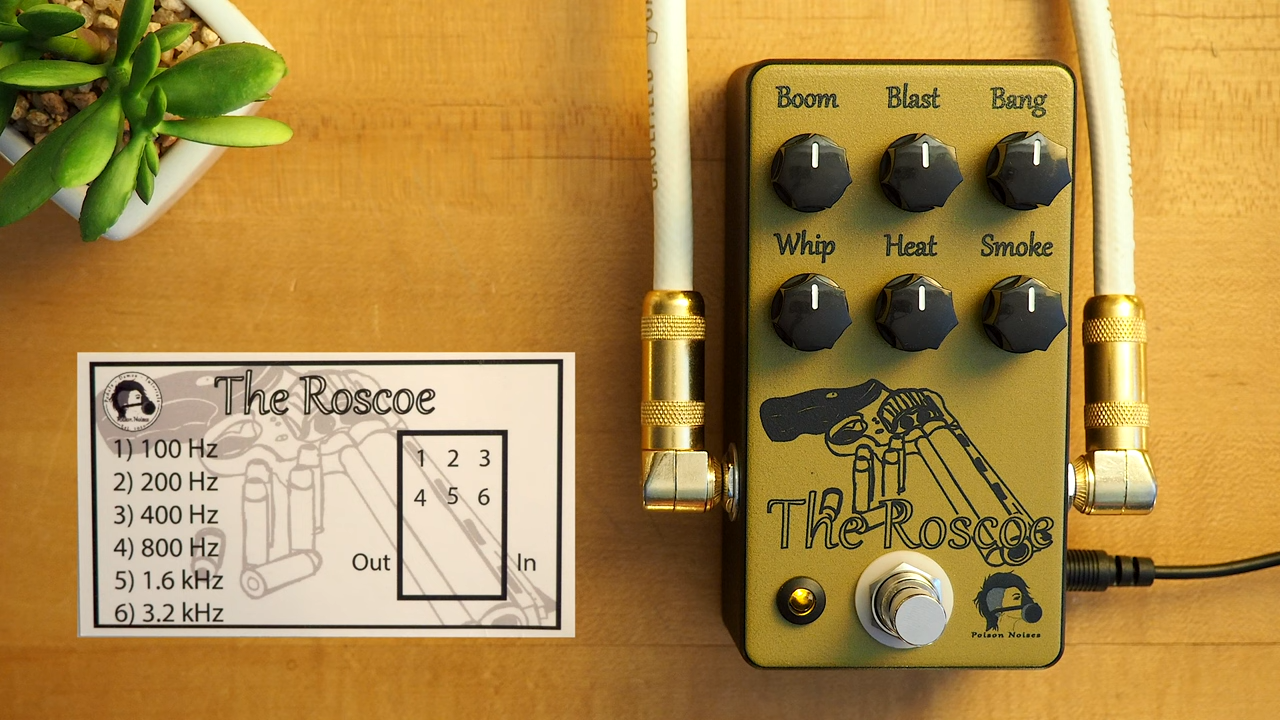 Boom Blast Bang
Whip Heat Smoke
The Roscoe
Poison Noises
The Roscoe
Poison Noises
1) 100 Hz
2) 200 Hz
3) 400 Hz
4) 800 Hz
5) 1.6 kHz
6) 3.2 kHz
1 2 3
4 5 6
Out In